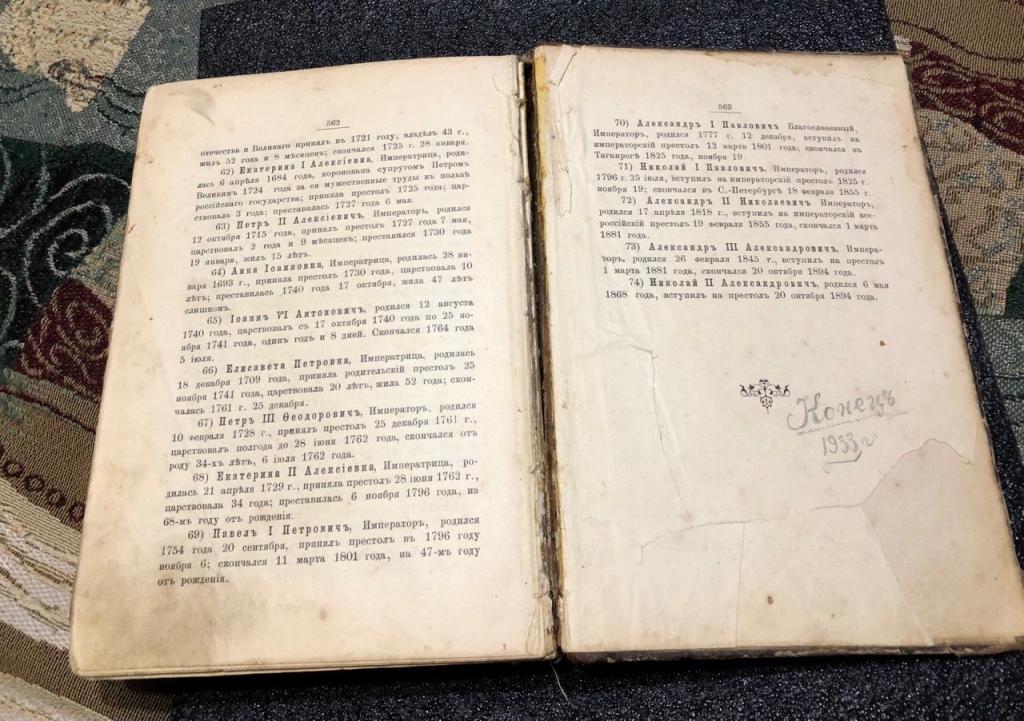 562
отечества и Великаго принялъ въ 1721 году, владѣлъ 43 г.,
жилъ 52 года и 8 мѣсяцевъ; скончался 1725 г. 28 января.
62) Екатерина I Алексіевна, Императрица, роди-
лась 6 апрѣля 1684 года, коронована супругомъ Петромъ
Великимъ 1724 года за ея мужественные труды къ пользѣ
россійскаго государства; приняла престолъ 1725 года; цар-
ствовала 3 года; преставилась 1727 года 6 мая.
63) Петръ II Алексіевичъ, Императоръ, родился
12 октября 1715 года, принялъ престолъ 1727 года 7 мая,
царствовалъ 2 года и 9 мѣсяцевъ; преставился 1730 года
19 января, жилъ 15 лѣтъ.
64) Анна Іоанновна, Императрица, родилась 28 ян-
варя 1693 г., приняла престолъ 1730 года, царствовала 10
лѣтъ; преставилась 1740 года 17 октября, жила 47 лѣтъ
слишкомъ.
65) Іоаннъ VI Антоновичъ, родился 12 августа
1740 года, царствовалъ съ 17 октября 1740 года по 25 но-
ября 1741 года, одинъ годъ и 8 дней. Скончался 1764 года
5 іюля.
66) Елисавета Петровна, Императрица, родилась
18 декабря 1709 года, приняла родительскій престолъ 25
ноября 1741 года, царствовала 20 лѣтъ, жила 52 года; скон-
чалась 1761 г. 25 декабря.
67) Петръ III Ѳеодоровичъ, Императоръ, родился
10 февраля 1728 г., принялъ престолъ 25 декабря 1761 г.,
царствовалъ полгода до 28 іюня 1762 года, скончался отъ
роду 34-хъ лѣтъ, 6 іюля 1762 года.
68) Екатерина II Алексіевна, Императрица, ро-
дилась 21 апрѣля 1729 г., приняла престолъ 28 іюня 1762 г.,
царствовала 34 года; преставилась 6 ноября 1796 года, на
68-мъ году отъ рожденія.
69) Павелъ I Петровичъ, Императоръ, родился
1754 года 20 сентября, принялъ престолъ въ 1796 году
ноября 6; скончался 11 марта 1801 года, на 47-мъ году
отъ рожденія.
563
70) Александръ I Павловичъ Благословенный,
Императоръ, родился 1777 г. 12 декабря, вступилъ на
императорскій престолъ 12 марта 1801 года, скончался въ
Таганрогѣ 1825 года, ноября 19.
71) Николай I Павловичъ, Императоръ, родился
1796 г. 25 іюля, вступилъ на императорскій престолъ 1825 г.
ноября 19; скончался въ С.-Петербургѣ 18 февраля 1855 г.
72) Александръ II Николаевичъ Императоръ,
родился 17 апрѣля 1818 г., вступилъ на императорскій все-
россійскій престолъ 19 февраля 1855 года, скончался 1 марта
1881 года.
73) Александръ III Александровичъ, Импера-
торъ, родился 26 февраля 1845 г., вступилъ на престолъ
1 марта 1881 года, скончался 20 октября 1894 года.
74) Николай II Александровичъ, родился 6 мая
1868 года, вступилъ на престолъ 20 октября 1894 года.
Конецъ
1933 г